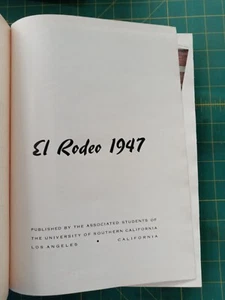 El Rodeo 1947
PUBLISHED BY THE ASSOCIATED STUDENTS OF
THE UNIVERSITY OF SOUTHERN CALIFORNIA
LOS ANGELES • CALIFORNIA